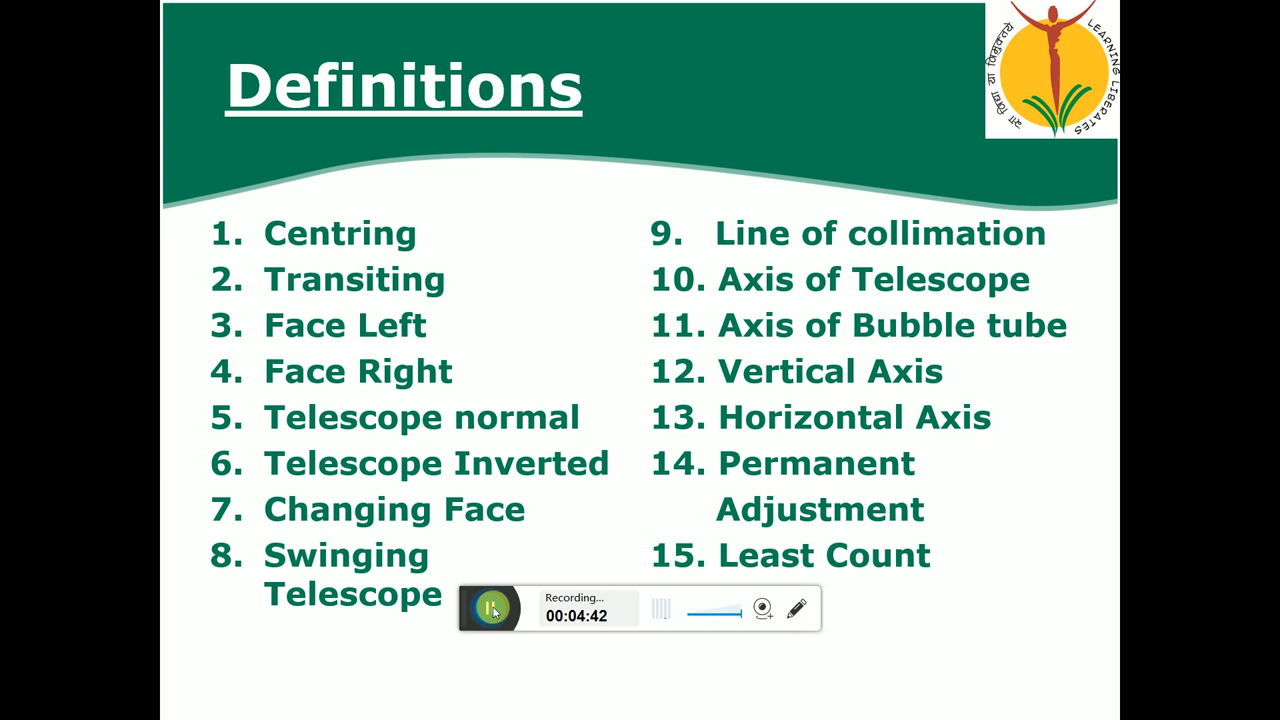 Definitions
सा विद्या या विमुक्तये
LEARNING LIBERATES
1. Centring
2. Transiting
3. Face Left
4. Face Right
5. Telescope normal
6. Telescope Inverted
7. Changing Face
8. Swinging
Telescope
9. Line of collimation
10. Axis of Telescope
11. Axis of Bubble tube
12. Vertical Axis
13. Horizontal Axis
14. Permanent
Adjustment
15. Least Count
Recording...
00:04:42